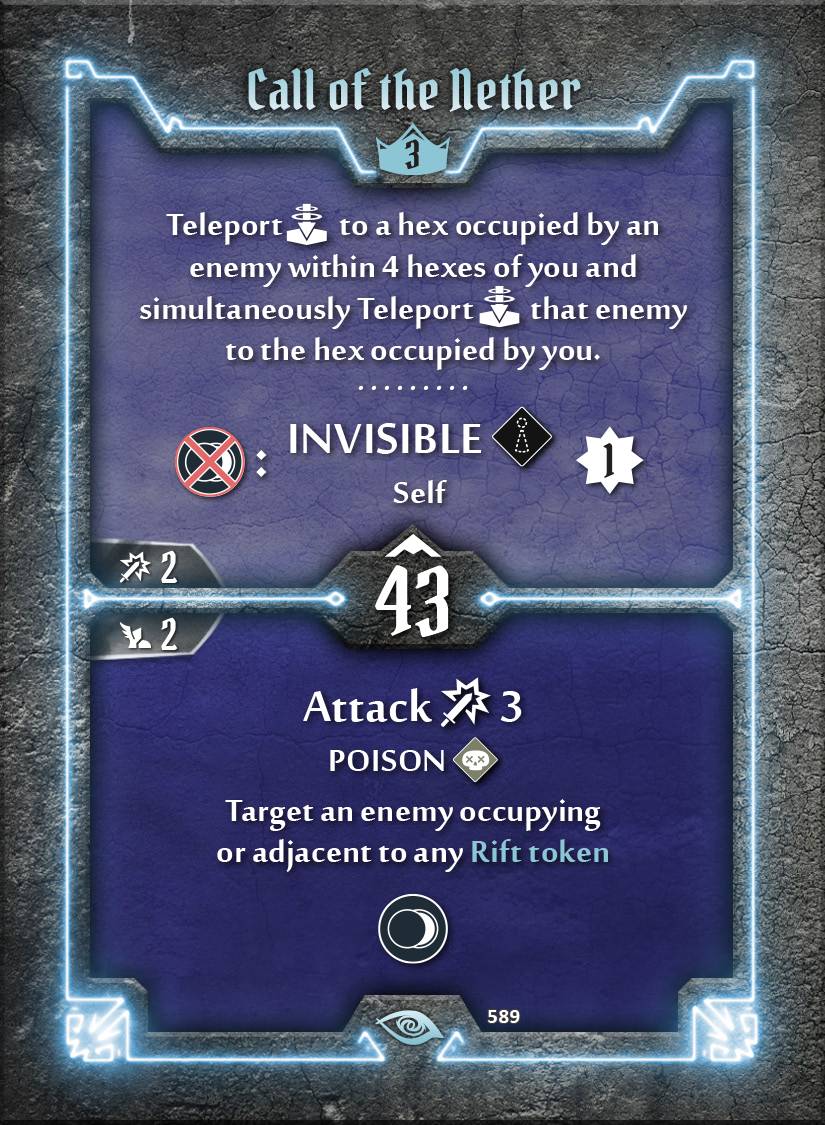 Call of the Nether
3
Teleport to a hex occupied by an
enemy within 4 hexes of you and
simultaneously Teleport that enemy
to the hex occupied by you.
.........
: INVISIBLE
1
Self
2
43
2
Attack 3
POISON
Target an enemy occupying
or adjacent to any Rift token
589